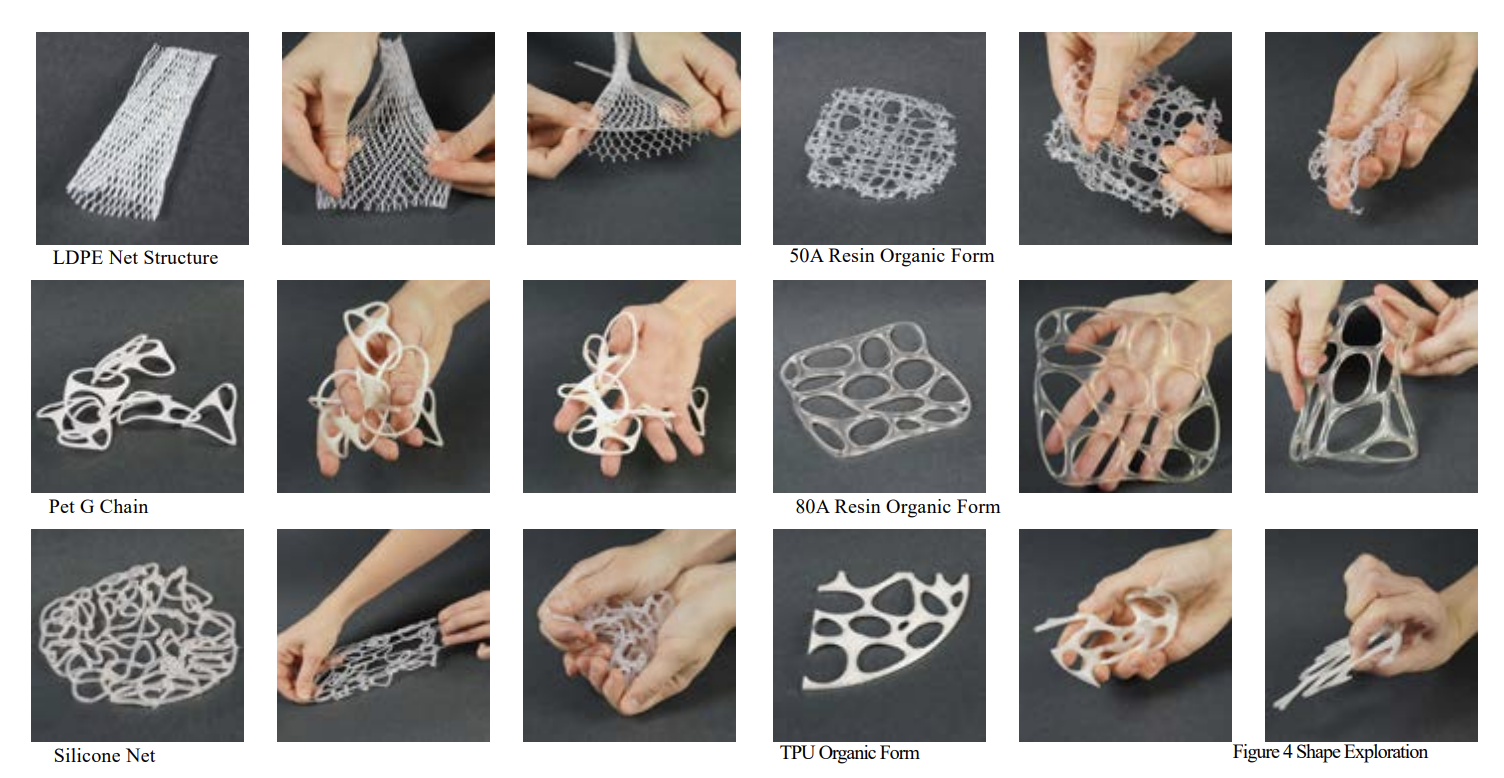 LDPE Net Structure
50A Resin Organic Form
Pet G Chain
80A Resin Organic Form
Silicone Net
TPU Organic Form
Figure 4 Shape Exploration